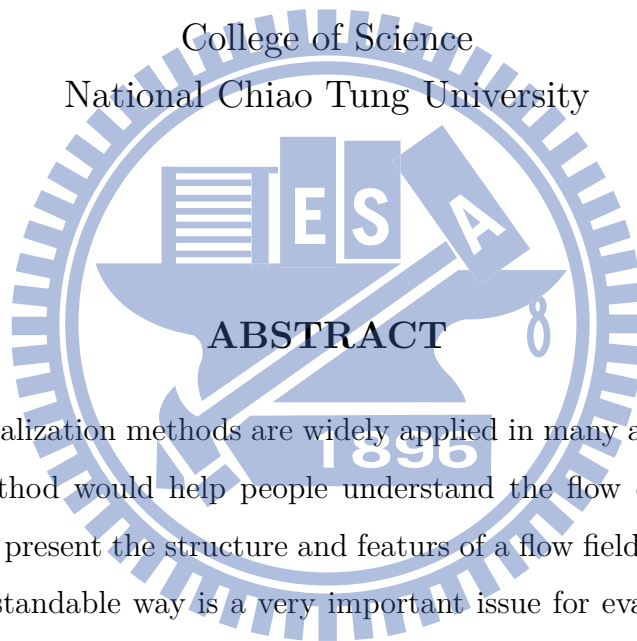 College of Science
National Chiao Tung University
E S A
ABSTRACT
alization methods are widely applied in many a
1896
thod would help people understand the flow
present the structure and featurs of a flow field
standable way is a very important issue for eva